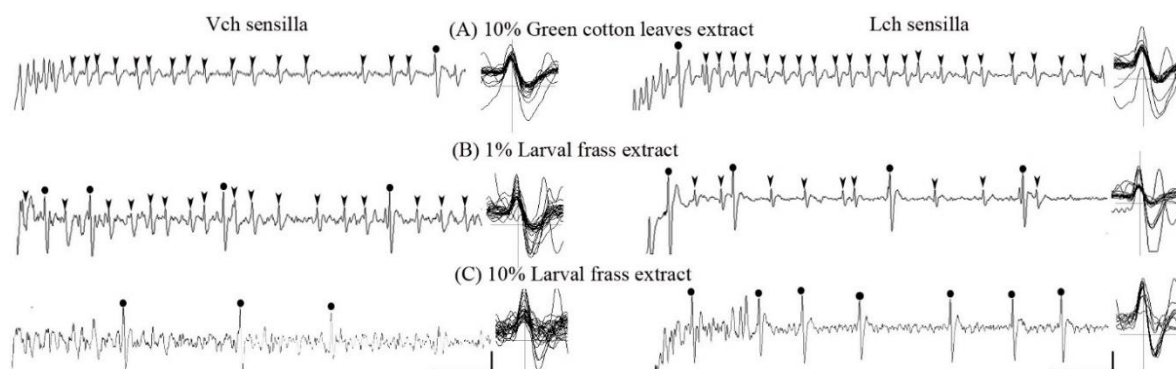 Vch sensilla
Lch sensilla
(A) 10% Green cotton leaves extract
(B) 1% Larval frass extract
(C) 10% Larval frass extract